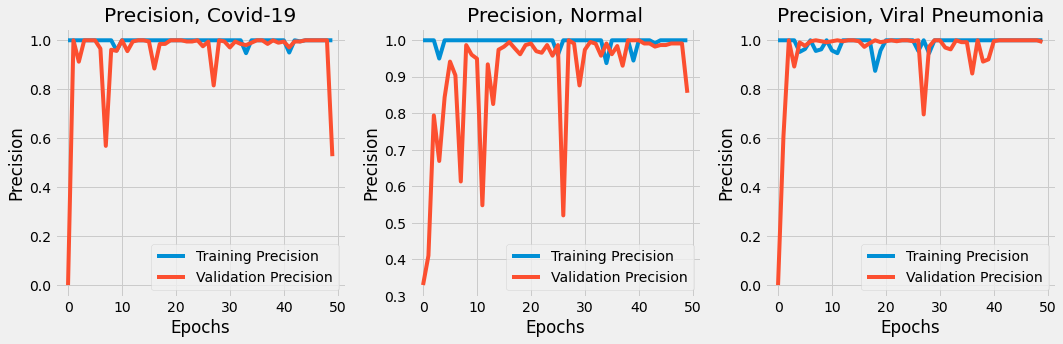 Precision, Covid-19
1.0
0.8
0.6
0.4
0.2
0.0
Precision
0
10
20
30
40
50
Epochs
Training Precision
Validation Precision
Precision, Normal
1.0
0.9
0.8
0.7
0.6
0.5
0.4
0.3
Precision
0
10
20
30
40
50
Epochs
Training Precision
Validation Precision
Precision, Viral Pneumonia
1.0
0.8
0.6
0.4
0.2
0.0
Precision
0
10
20
30
40
50
Epochs
Training Precision
Validation Precision